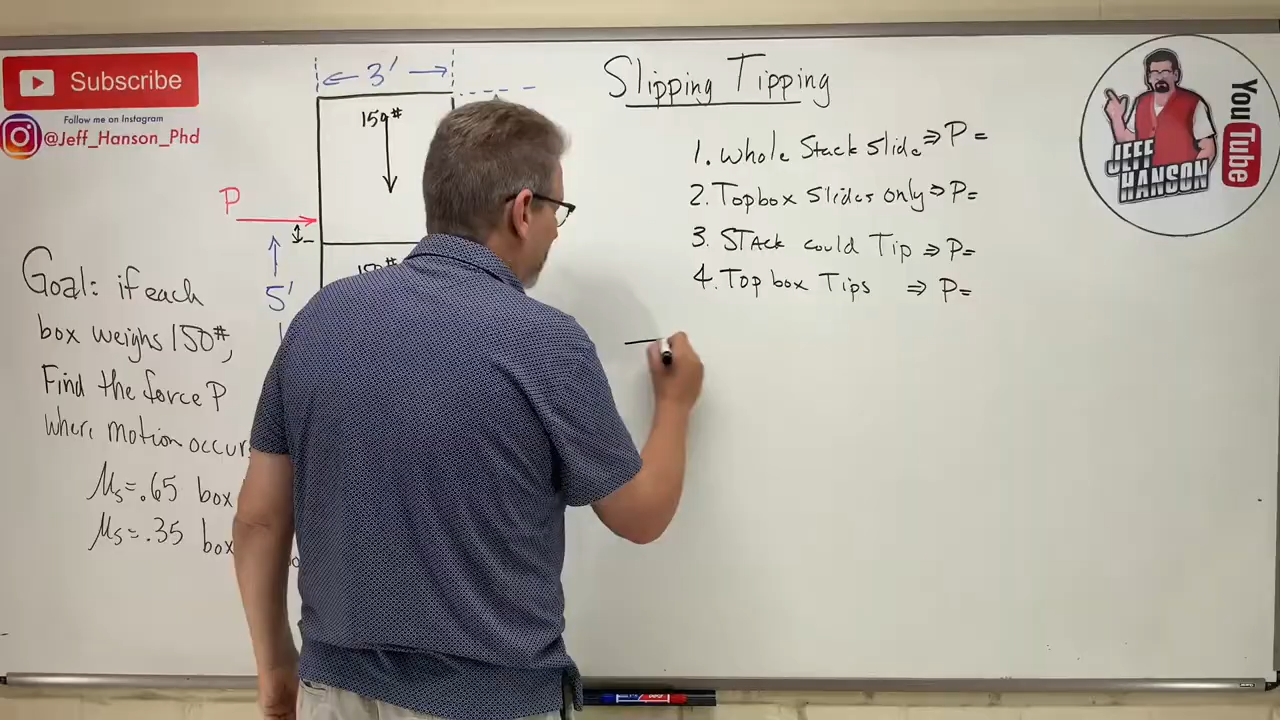 Subscribe
Follow me on Instagram
@Jeff_Hanson_Phd
3'
150#
P
5'
150#
Goal: if each
box weighs 150#,
Find the force P
where motion occurs
μs=.65 box
μs=.35 box
Slipping Tipping
1. Whole Stack Slide ⇒ P=
2. Topbox Slides only ⇒ P=
3. STAck could Tip ⇒ P=
4. Top box Tips ⇒ P=
JEFF
HANSON
YouTube